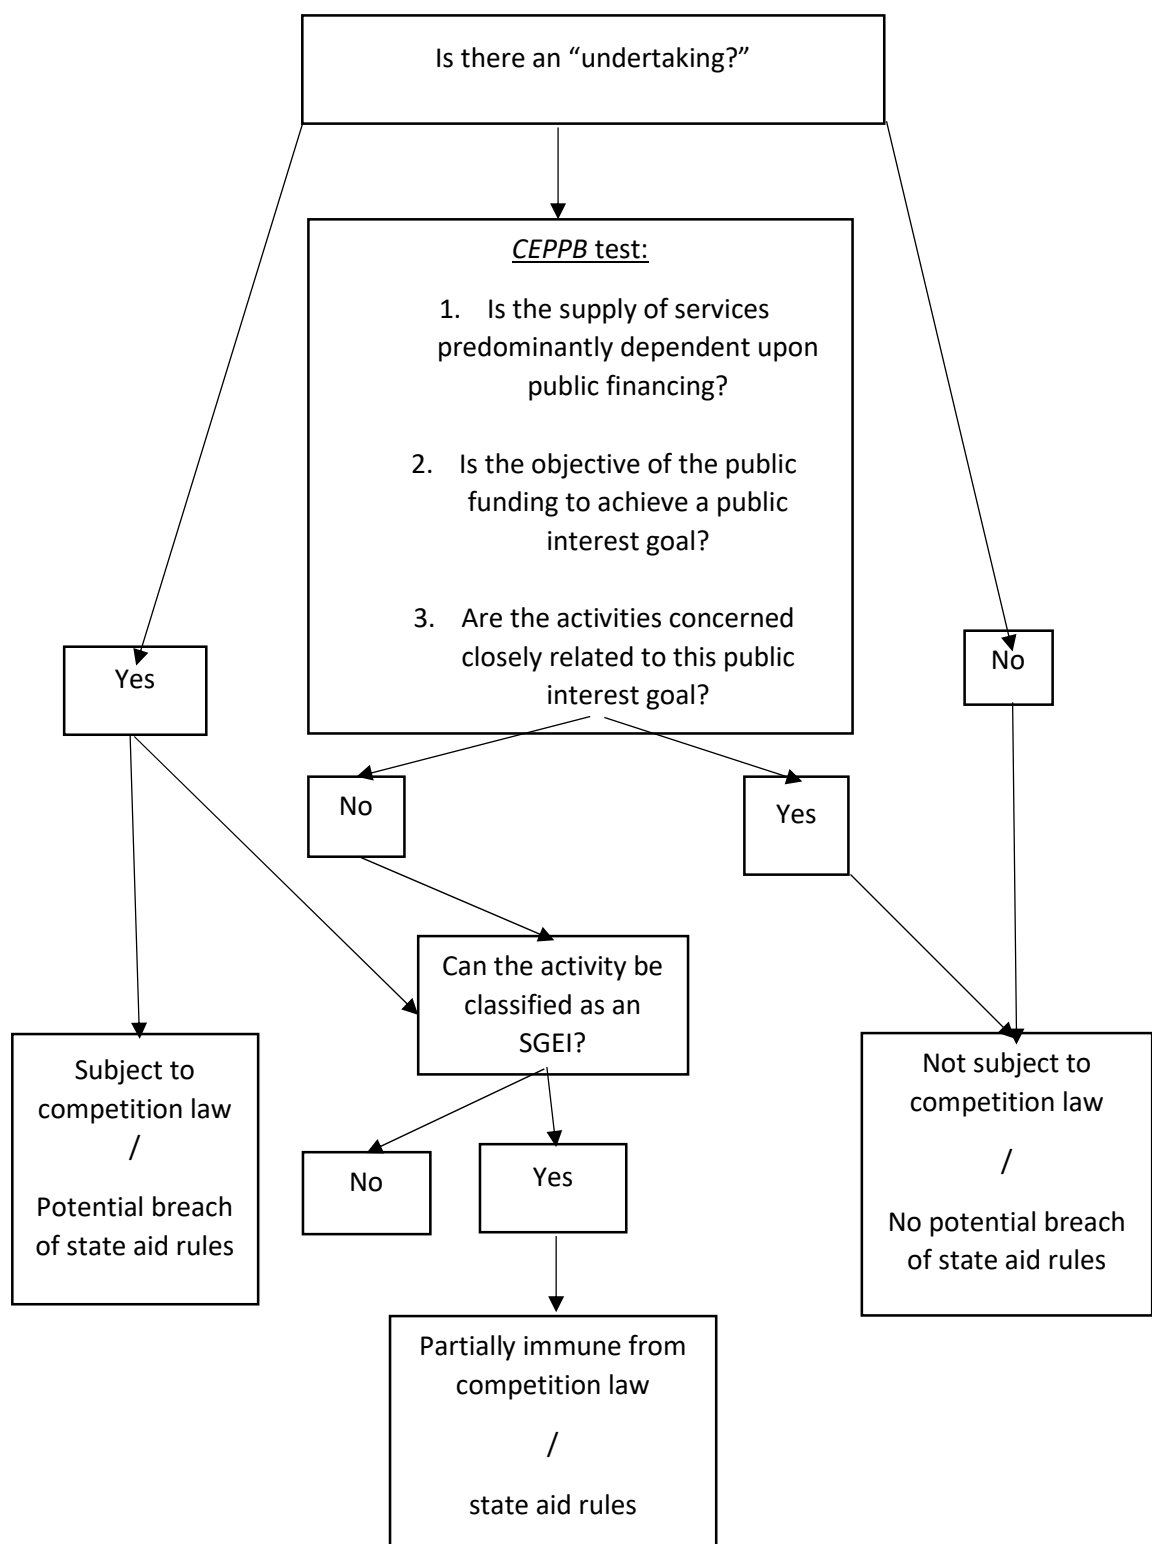 Is there an “undertaking?”
CEPPB test:
1. Is the supply of services
predominantly dependent upon
public financing?
2. Is the objective of the public
funding to achieve a public
interest goal?
3. Are the activities concerned
closely related to this public
interest goal?
Yes
No
No
Yes
Can the activity be
classified as an
SGEI?
Subject to
competition law
/
Potential breach
of state aid rules
Not subject to
competition law
/
No potential breach
of state aid rules
No
Yes
Partially immune from
competition law
/
state aid rules